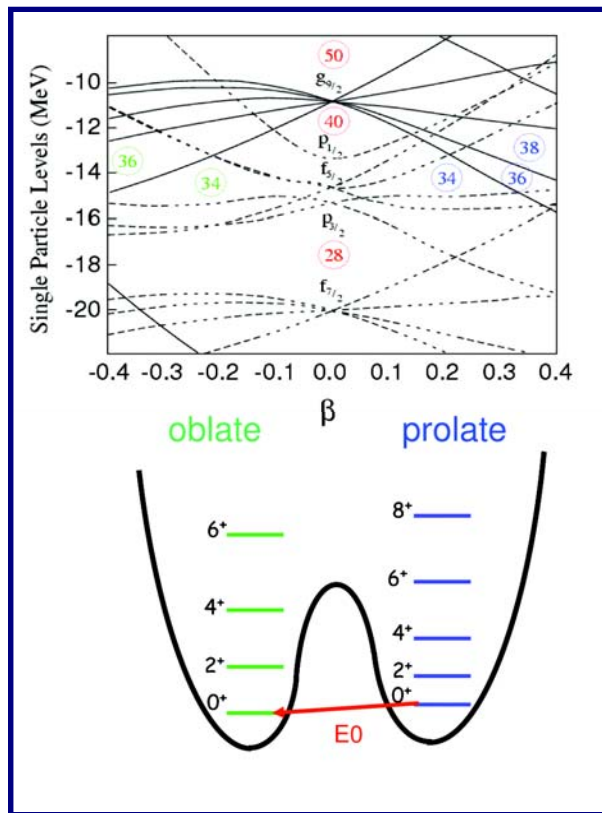 50
g₉/₂
40
p₁/₂
38
36
f₅/₂
34
34
36
p₃/₂
28
f₇/₂
Single Particle Levels (MeV)
-10
-12
-14
-16
-18
-20
-0.4 -0.3 -0.2 -0.1 0.0 0.1 0.2 0.3 0.4
β
oblate prolate
8⁺
6⁺
6⁺
4⁺
4⁺
2⁺
2⁺
0⁺
0⁺
E0